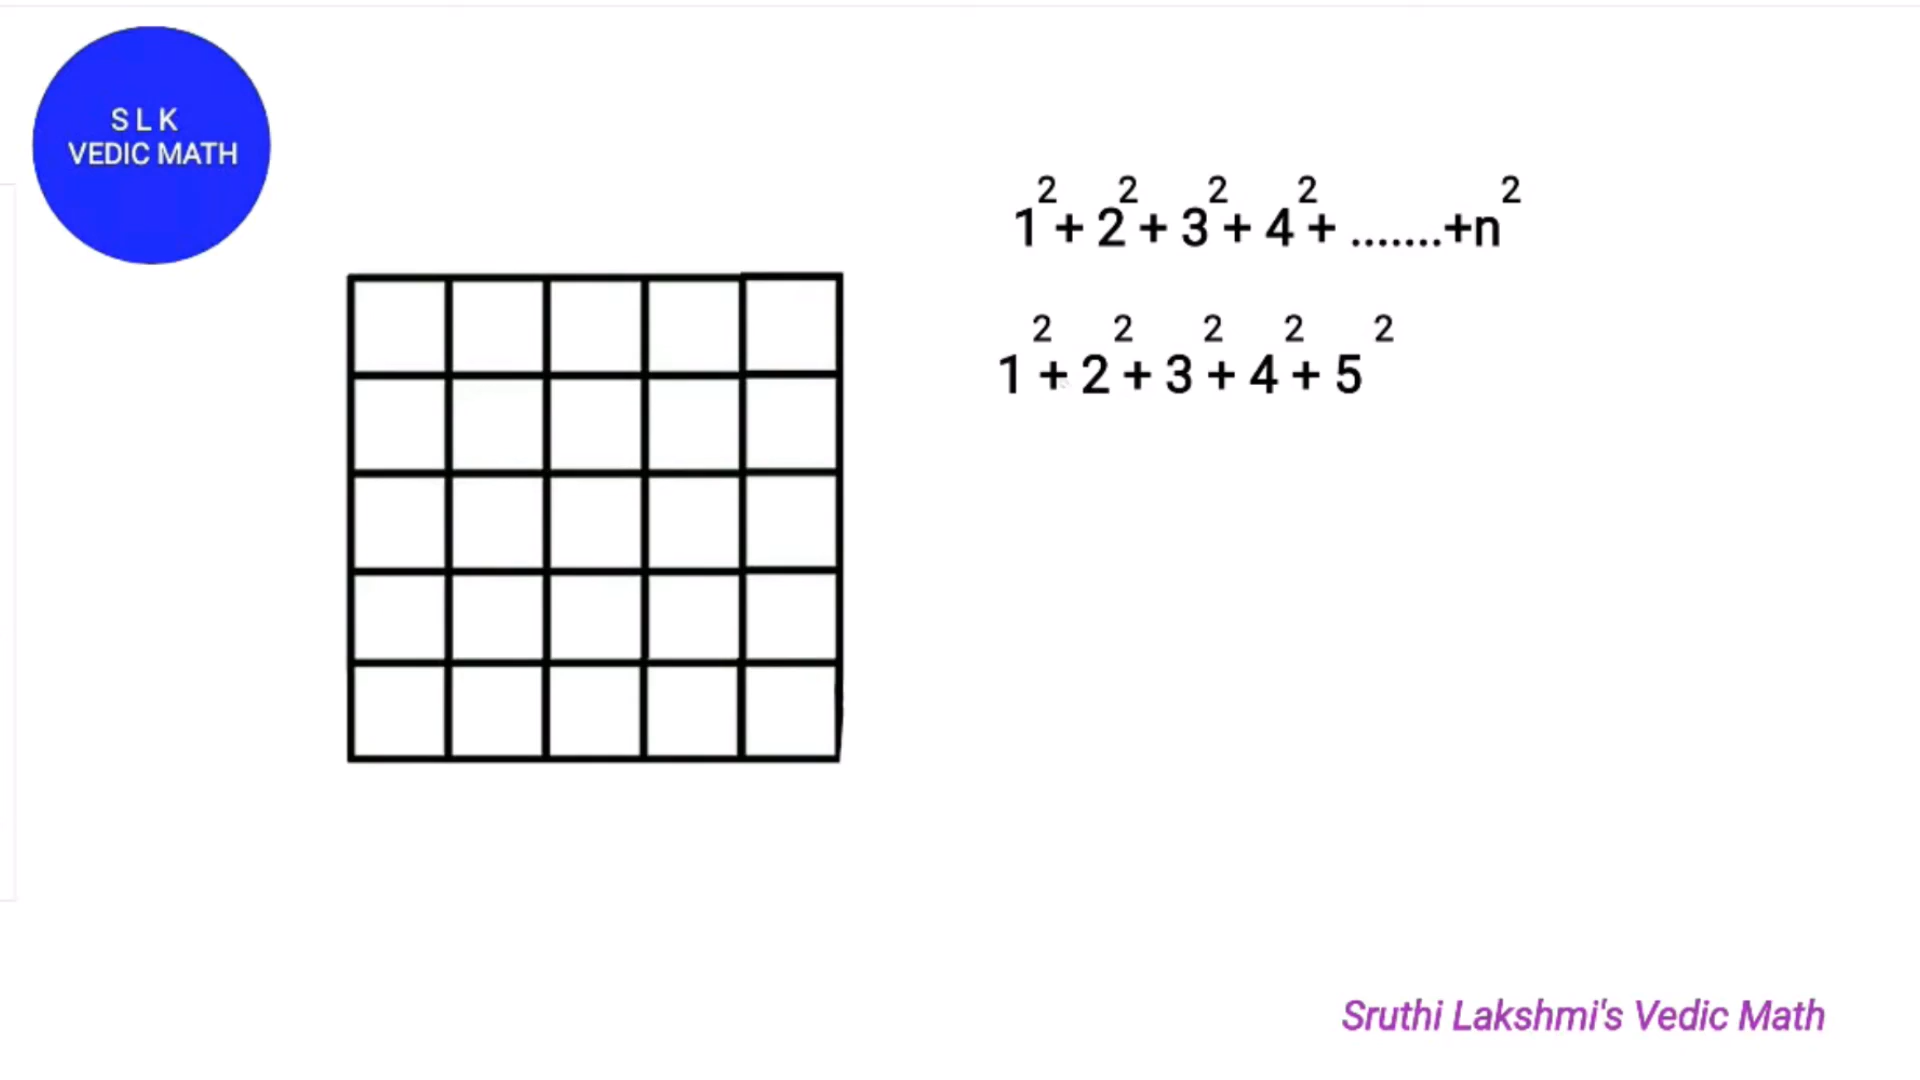 S L K
VEDIC MATH
1²+ 2²+ 3²+ 4²+ .......+n²
1²+ 2²+ 3²+ 4²+ 5²
Sruthi Lakshmi's Vedic Math